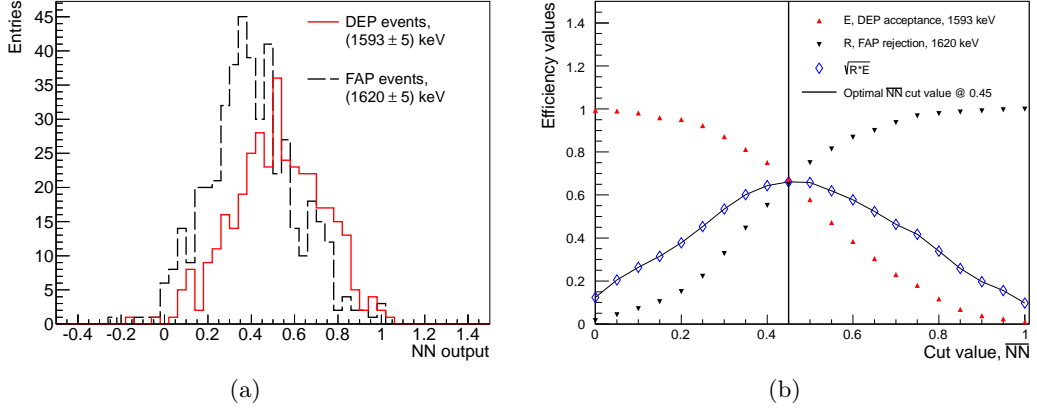 Entries
45
40
35
30
25
20
15
10
5
0
DEP events,
(1593 ± 5) keV
FAP events,
(1620 ± 5) keV
-0.4 -0.2 0 0.2 0.4 0.6 0.8 1 1.2 1.4
NN output
(a)
Efficiency values
1.4
1.2
1
0.8
0.6
0.4
0.2
0
E, DEP acceptance, 1593 keV
R, FAP rejection, 1620 keV
√R*E
Optimal N̅N̅ cut value @ 0.45
0 0.2 0.4 0.6 0.8 1
Cut value, N̅N̅
(b)